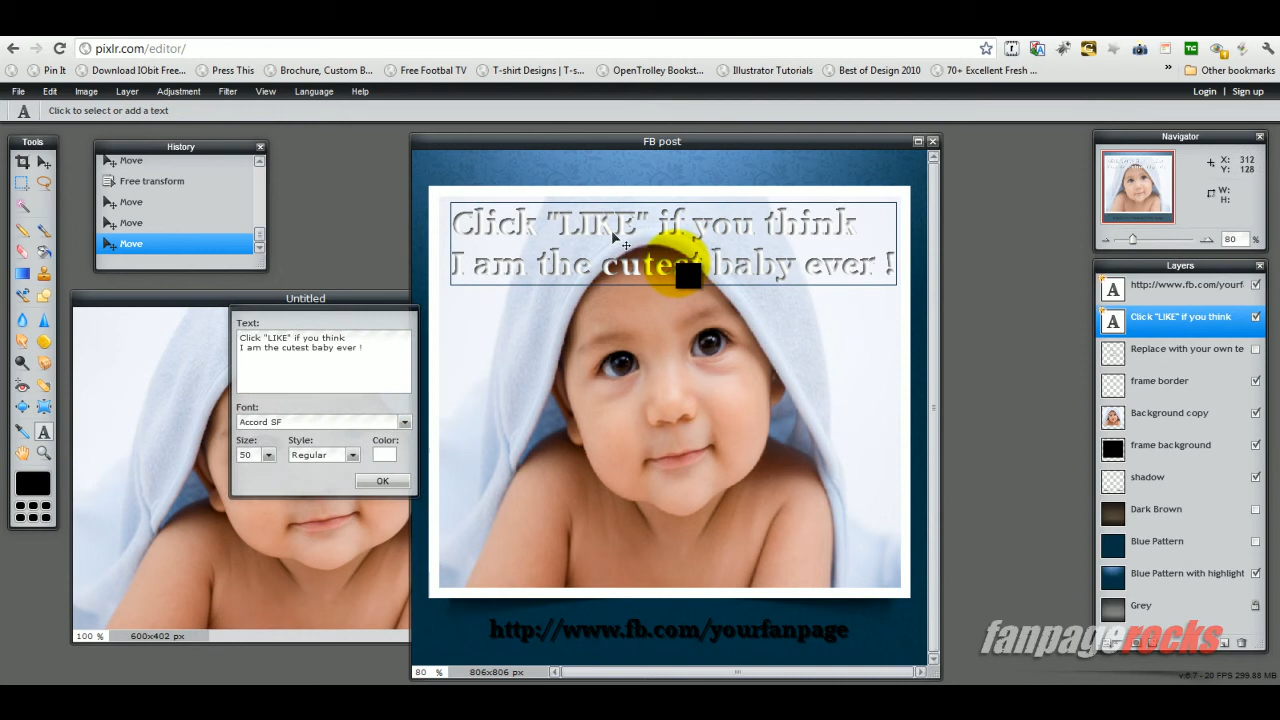 pixlr.com/editor/
Pin It
Download IObit Free...
Press This
Brochure, Custom B...
Free Footbal TV
T-shirt Designs | T-s...
OpenTrolley Bookst...
Illustrator Tutorials
Best of Design 2010
70+ Excellent Fresh ...
»
Other bookmarks
File Edit Image Layer Adjustment Filter View Language Help
Login | Sign up
A Click to select or add a text
Tools
History
Move
Free transform
Move
Move
Move
FB post
Click "LIKE" if you think
I am the cutest baby ever !
http://www.fb.com/yourfanpage
80 % 806x806 px
Untitled
Text:
Click "LIKE" if you think
I am the cutest baby ever !
Font:
Accord SF
Size: Style: Color:
50 Regular
OK
100 % 600x402 px
Navigator
X: 312
Y: 128
W:
H:
80 %
Layers
A http://www.fb.com/yourf
A Click "LIKE" if you think
Replace with your own te
frame border
Background copy
frame background
shadow
Dark Brown
Blue Pattern
Blue Pattern with highlight
Grey
fanpagerocks
v.6.7 - 20 FPS 299.88 MB